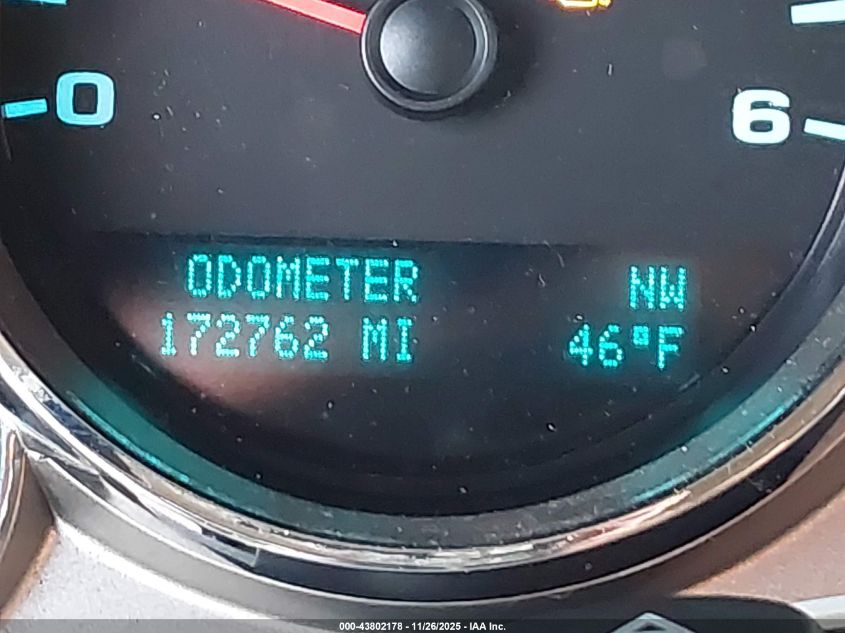 0
6
ODOMETER NW
172762 MI 46°F
000-43802178 - 11/26/2025 - IAA Inc.